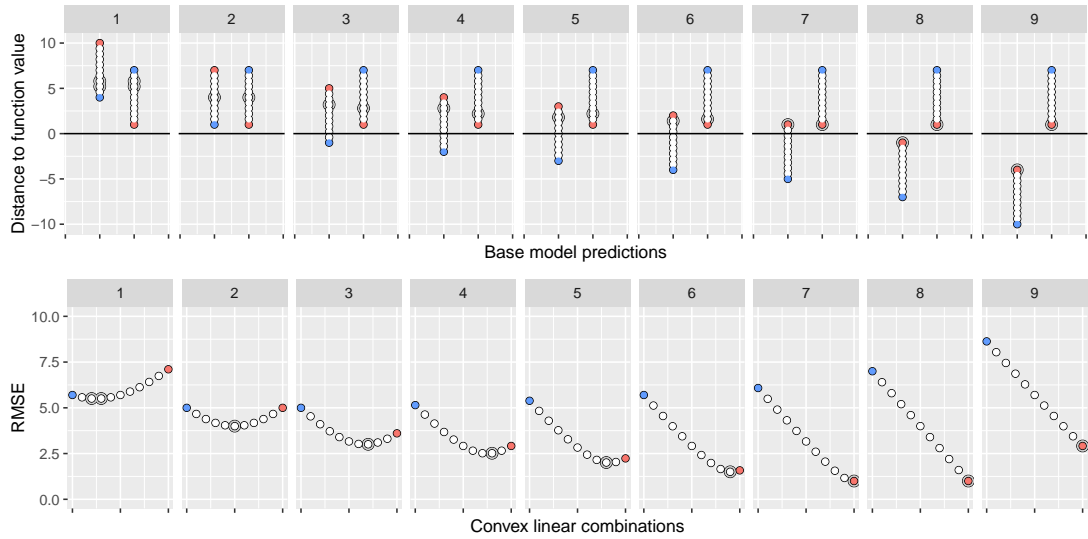 1 2 3 4 5 6 7 8 9
Distance to function value
10
5
0
−5
−10
Base model predictions
1 2 3 4 5 6 7 8 9
RMSE
10.0
7.5
5.0
2.5
0.0
Convex linear combinations